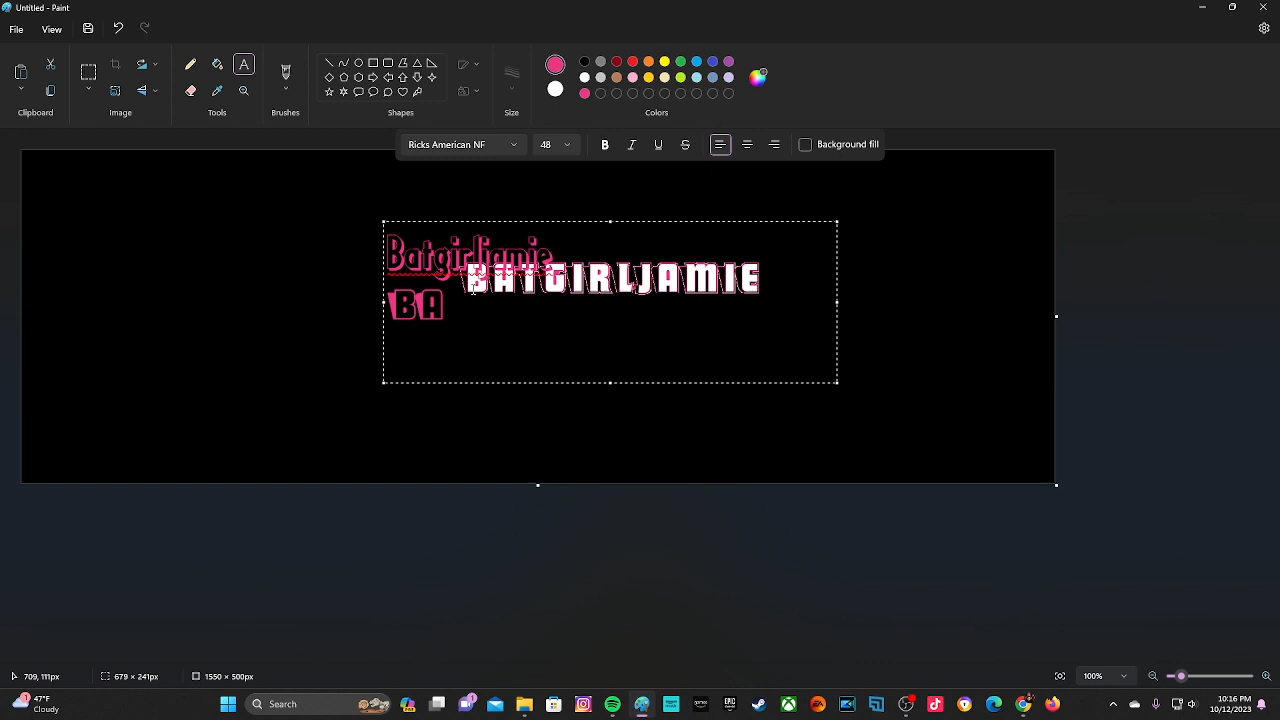 Untitled - Paint
File
View
Clipboard
Image
Tools
Brushes
Shapes
Size
Colors
Ricks American NF
48
B
I
U
S
Background fill
Batgirljamie
BATGIRLJAMIE
BA
709, 111px
679 × 241px
1550 × 500px
100%
47°F
Cloudy
Search
10:16 PM
10/12/2023